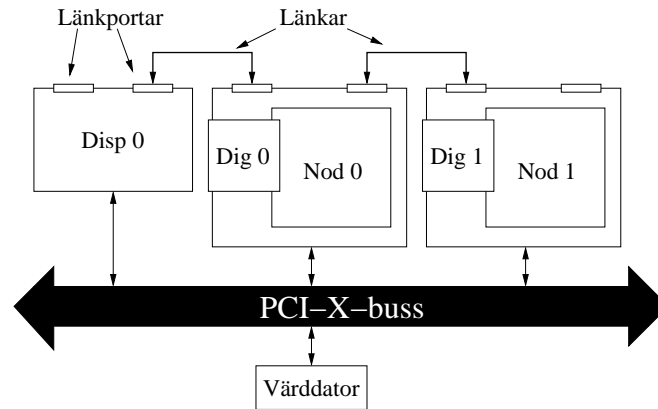 Länkportar
Länkar
Disp 0
Dig 0
Nod 0
Dig 1
Nod 1
PCI−X−buss
Värddator